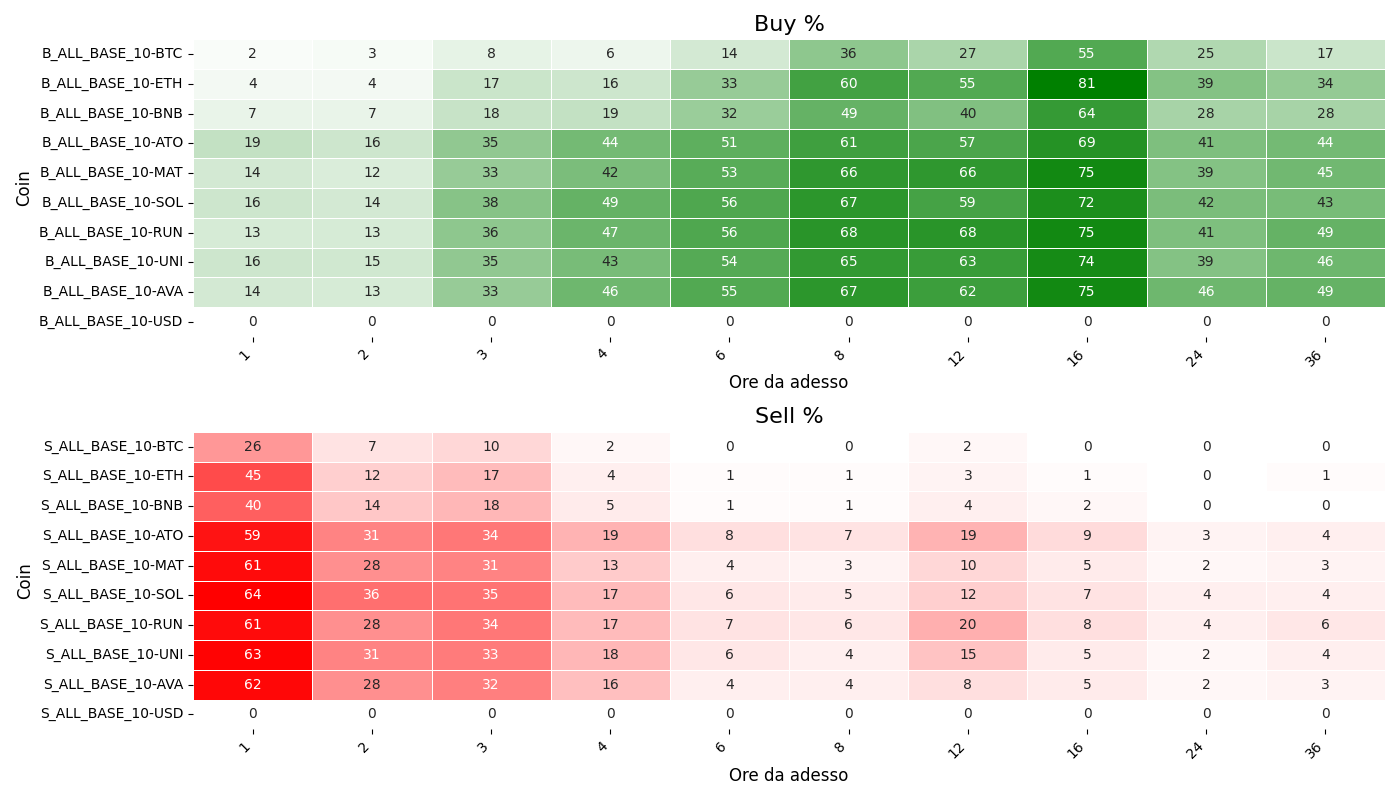 Buy %
Coin
B_ALL_BASE_10-BTC 2 3 8 6 14 36 27 55 25 17
B_ALL_BASE_10-ETH 4 4 17 16 33 60 55 81 39 34
B_ALL_BASE_10-BNB 7 7 18 19 32 49 40 64 28 28
B_ALL_BASE_10-ATO 19 16 35 44 51 61 57 69 41 44
B_ALL_BASE_10-MAT 14 12 33 42 53 66 66 75 39 45
B_ALL_BASE_10-SOL 16 14 38 49 56 67 59 72 42 43
B_ALL_BASE_10-RUN 13 13 36 47 56 68 68 75 41 49
B_ALL_BASE_10-UNI 16 15 35 43 54 65 63 74 39 46
B_ALL_BASE_10-AVA 14 13 33 46 55 67 62 75 46 49
B_ALL_BASE_10-USD 0 0 0 0 0 0 0 0 0 0
1 2 3 4 6 8 12 16 24 36
Ore da adesso
Sell %
Coin
S_ALL_BASE_10-BTC 26 7 10 2 0 0 2 0 0 0
S_ALL_BASE_10-ETH 45 12 17 4 1 1 3 1 0 1
S_ALL_BASE_10-BNB 40 14 18 5 1 1 4 2 0 0
S_ALL_BASE_10-ATO 59 31 34 19 8 7 19 9 3 4
S_ALL_BASE_10-MAT 61 28 31 13 4 3 10 5 2 3
S_ALL_BASE_10-SOL 64 36 35 17 6 5 12 7 4 4
S_ALL_BASE_10-RUN 61 28 34 17 7 6 20 8 4 6
S_ALL_BASE_10-UNI 63 31 33 18 6 4 15 5 2 4
S_ALL_BASE_10-AVA 62 28 32 16 4 4 8 5 2 3
S_ALL_BASE_10-USD 0 0 0 0 0 0 0 0 0 0
1 2 3 4 6 8 12 16 24 36
Ore da adesso